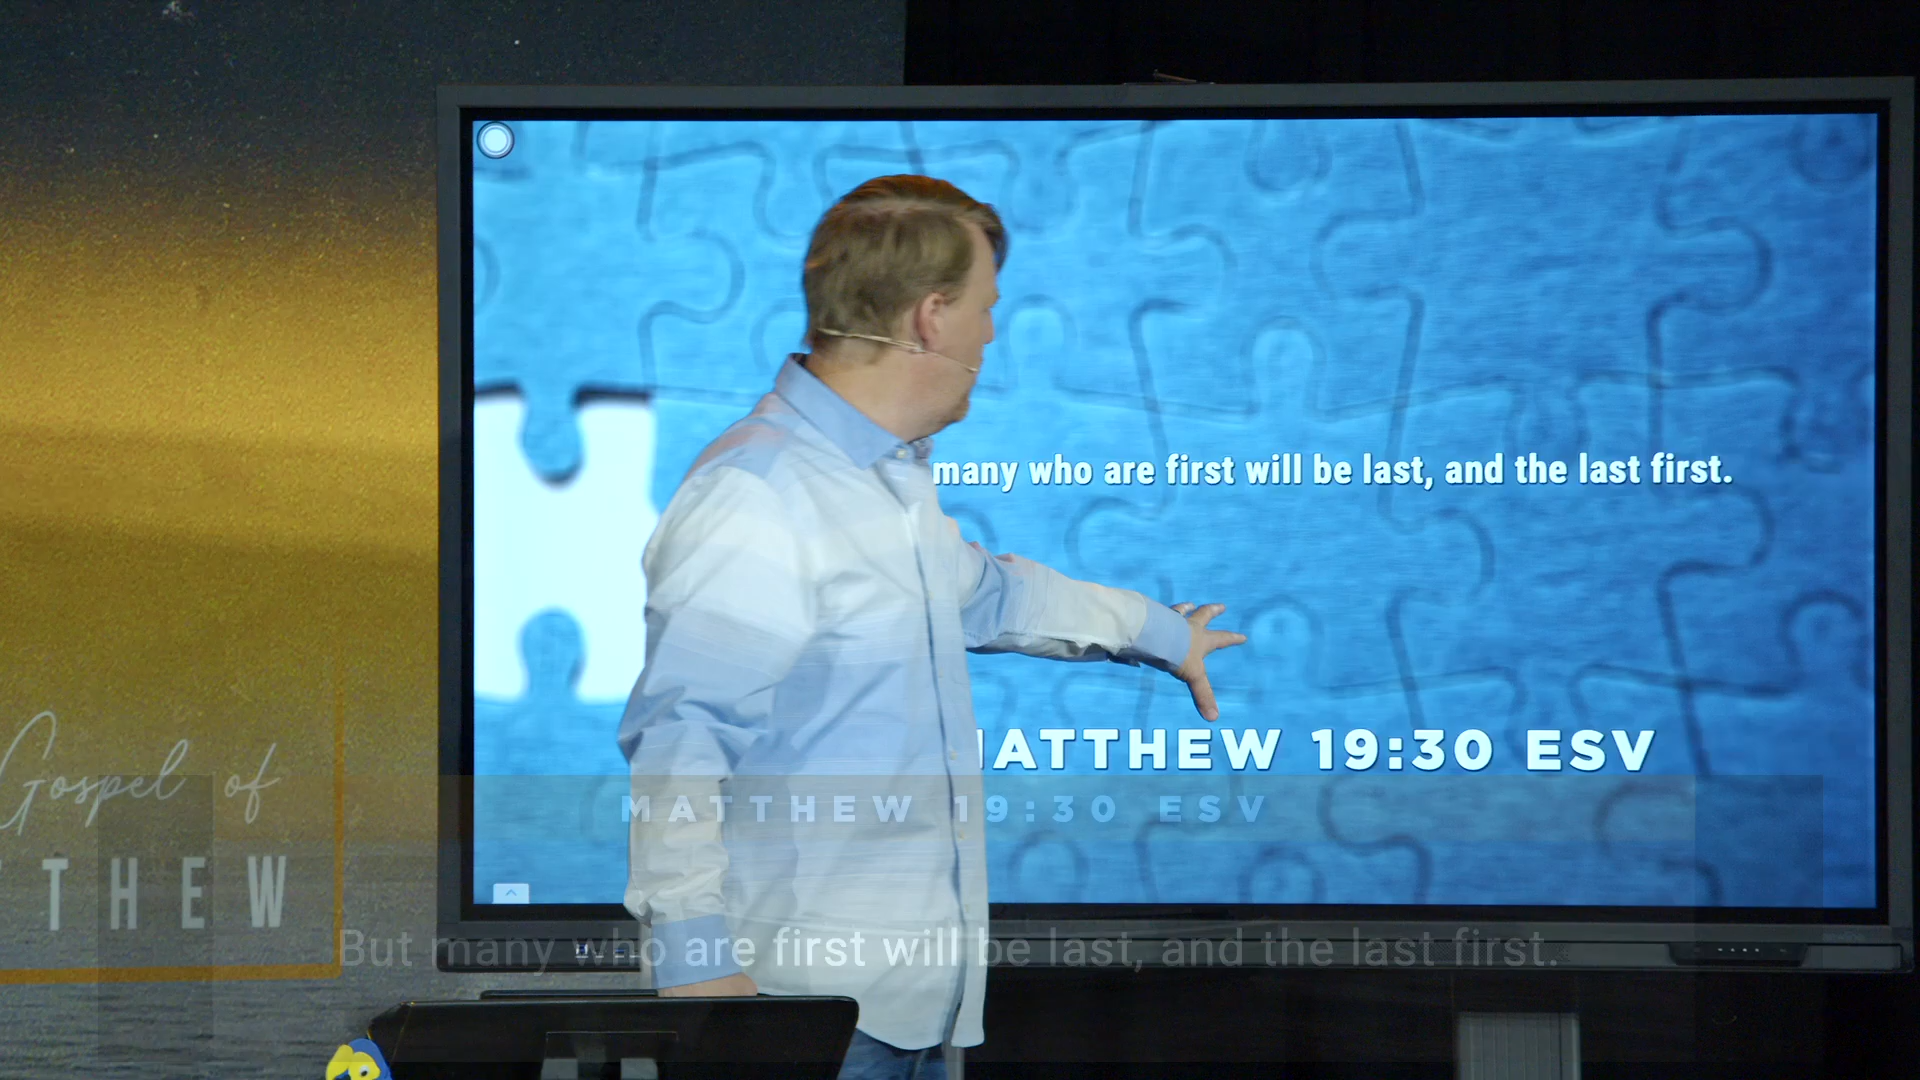 many who are first will be last, and the last first.
MATTHEW 19:30 ESV
MATTHEW 19:30 ESV
But many who are first will be last, and the last first.
Gospel of
THEW